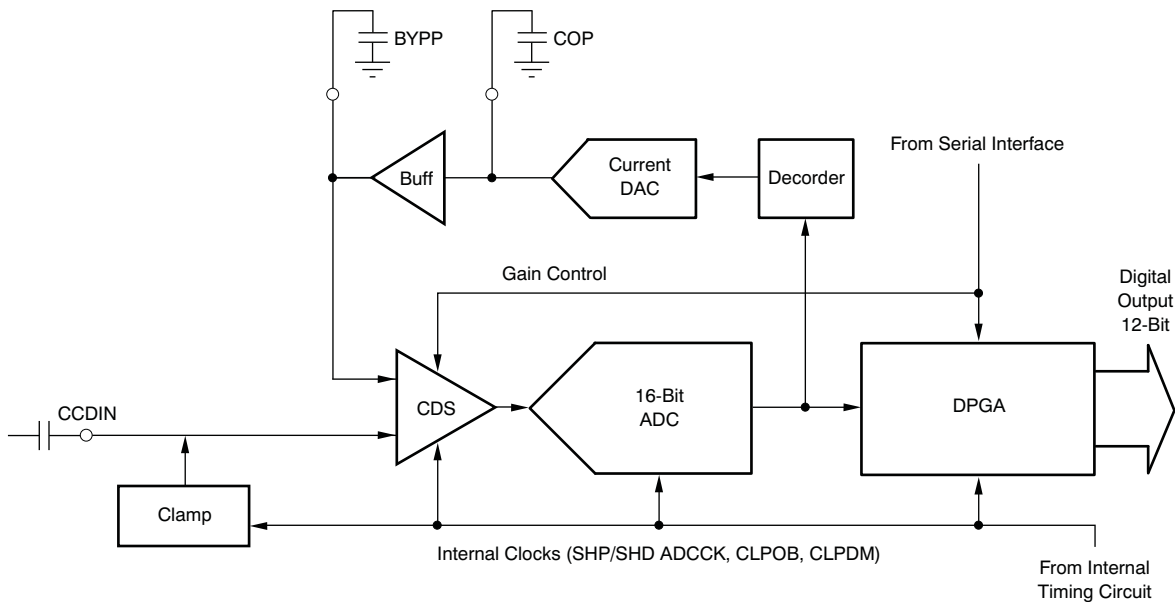 BYPP
COP
From Serial Interface
Buff
Current
DAC
Decorder
Gain Control
Digital
Output
12-Bit
CCDIN
CDS
16-Bit
ADC
DPGA
Clamp
Internal Clocks (SHP/SHD ADCCK, CLPOB, CLPDM)
From Internal
Timing Circuit